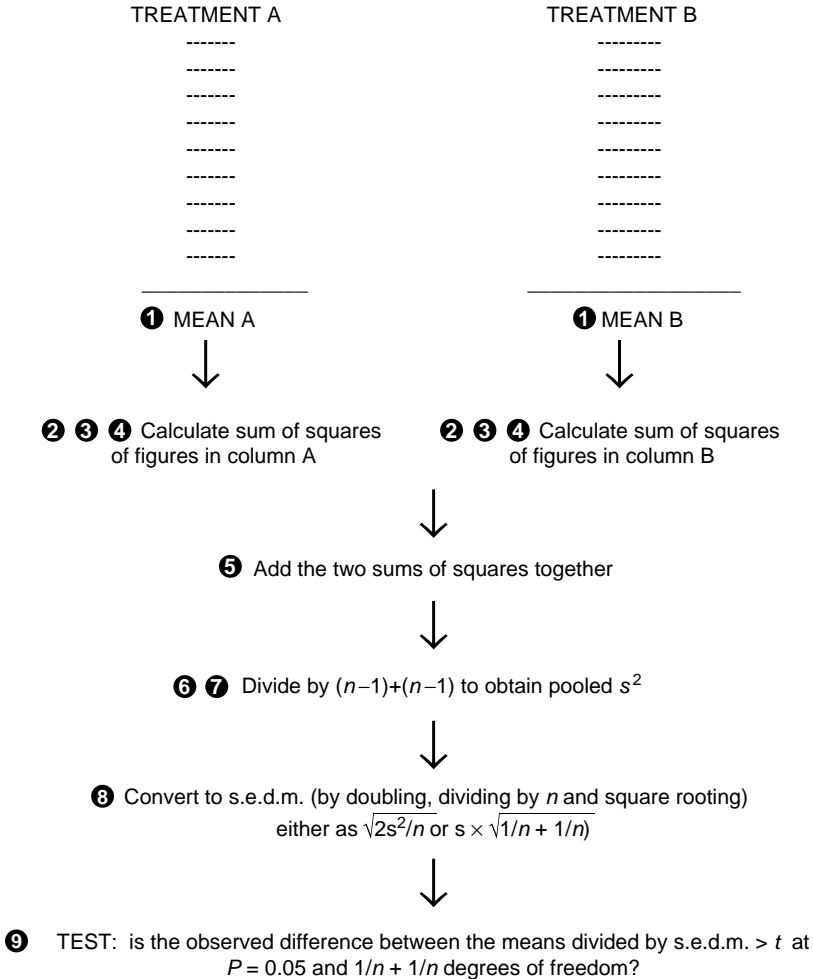 TREATMENT A TREATMENT B
------- ---------
------- ---------
------- ---------
------- ---------
------- ---------
------- ---------
------- ---------
------- ---------
------- ---------
❶ MEAN A ❶ MEAN B
❷ ❸ ❹ Calculate sum of squares
of figures in column A
❷ ❸ ❹ Calculate sum of squares
of figures in column B
❺ Add the two sums of squares together
❻ ❼ Divide by (n−1)+(n−1) to obtain pooled s²
❽ Convert to s.e.d.m. (by doubling, dividing by n and square rooting)
either as √2s²/n or s × √1/n + 1/n)
❾ TEST: is the observed difference between the means divided by s.e.d.m. > t at
P = 0.05 and 1/n + 1/n degrees of freedom?